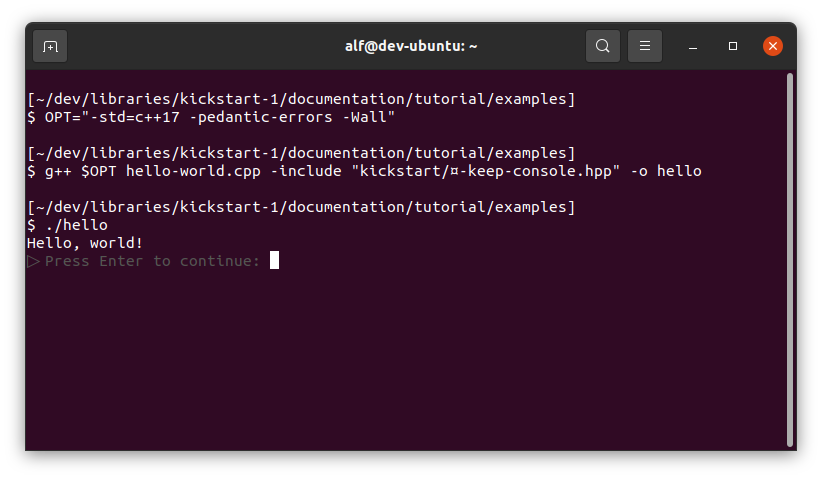 alf@dev-ubuntu: ~
[~/dev/libraries/kickstart-1/documentation/tutorial/examples]
$ OPT="-std=c++17 -pedantic-errors -Wall"
[~/dev/libraries/kickstart-1/documentation/tutorial/examples]
$ g++ $OPT hello-world.cpp -include "kickstart/¤-keep-console.hpp" -o hello
[~/dev/libraries/kickstart-1/documentation/tutorial/examples]
$ ./hello
Hello, world!
▷ Press Enter to continue: